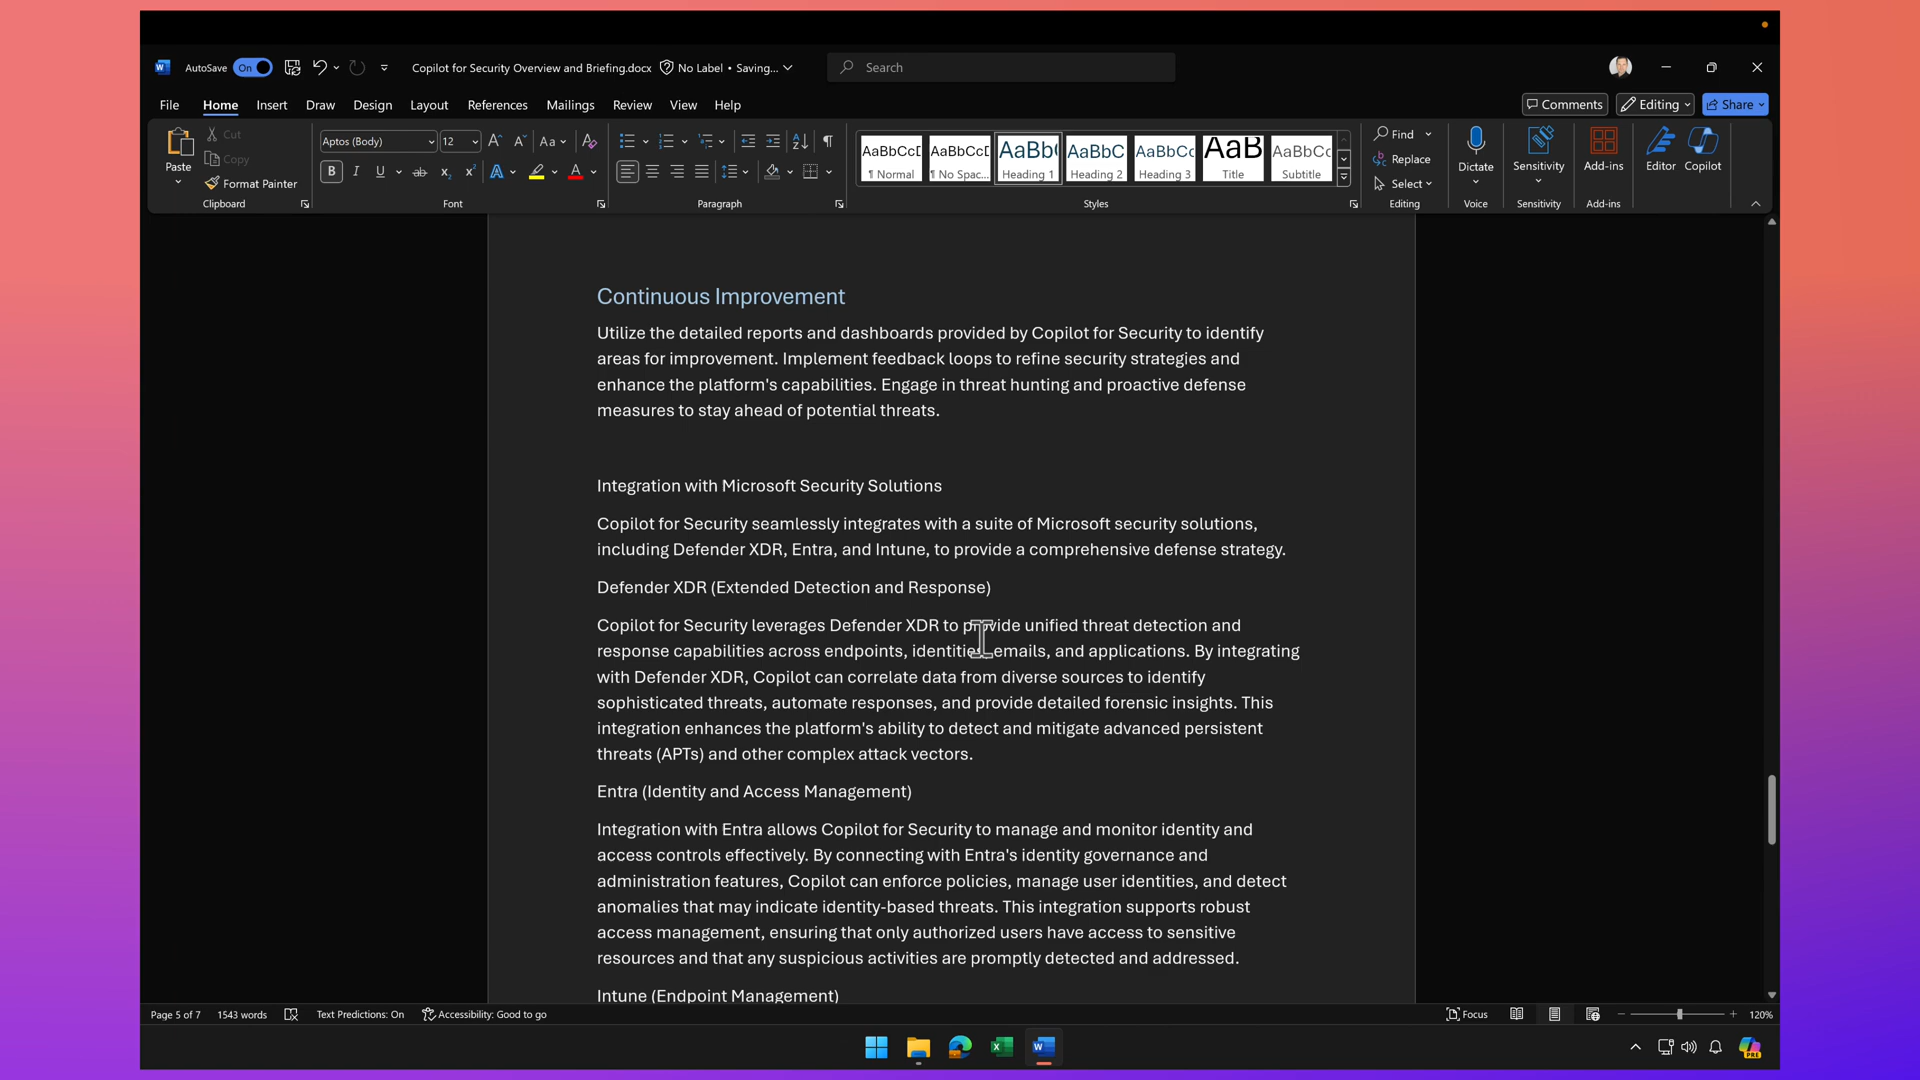 AutoSave On Copilot for Security Overview and Briefing.docx No Label • Saving... Search
File Home Insert Draw Design Layout References Mailings Review View Help Comments Editing Share
Paste Cut Copy Format Painter Clipboard
Aptos (Body) 12 Font
Paragraph
AaBbCcD ¶ Normal
AaBbCcD ¶ No Spac...
AaBb( Heading 1
AaBbC Heading 2
AaBbCc Heading 3
AaB Title
AaBbCc Subtitle
Styles
Find Replace Select Editing
Dictate Voice
Sensitivity Sensitivity
Add-ins Add-ins
Editor Copilot
Continuous Improvement
Utilize the detailed reports and dashboards provided by Copilot for Security to identify
areas for improvement. Implement feedback loops to refine security strategies and
enhance the platform's capabilities. Engage in threat hunting and proactive defense
measures to stay ahead of potential threats.
Integration with Microsoft Security Solutions
Copilot for Security seamlessly integrates with a suite of Microsoft security solutions,
including Defender XDR, Entra, and Intune, to provide a comprehensive defense strategy.
Defender XDR (Extended Detection and Response)
Copilot for Security leverages Defender XDR to provide unified threat detection and
response capabilities across endpoints, identities, emails, and applications. By integrating
with Defender XDR, Copilot can correlate data from diverse sources to identify
sophisticated threats, automate responses, and provide detailed forensic insights. This
integration enhances the platform's ability to detect and mitigate advanced persistent
threats (APTs) and other complex attack vectors.
Entra (Identity and Access Management)
Integration with Entra allows Copilot for Security to manage and monitor identity and
access controls effectively. By connecting with Entra's identity governance and
administration features, Copilot can enforce policies, manage user identities, and detect
anomalies that may indicate identity-based threats. This integration supports robust
access management, ensuring that only authorized users have access to sensitive
resources and that any suspicious activities are promptly detected and addressed.
Intune (Endpoint Management)
Page 5 of 7 1543 words Text Predictions: On Accessibility: Good to go Focus 120%